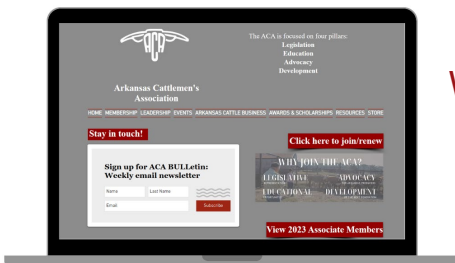 ACA
The ACA is focused on four pillars:
Legislation
Education
Advocacy
Development
Arkansas Cattlemen's
Association
HOME MEMBERSHIP LEADERSHIP EVENTS ARKANSAS CATTLE BUSINESS AWARDS & SCHOLARSHIPS RESOURCES STORE
Stay in touch!
Click here to join/renew
Sign up for ACA BULLetin:
Weekly email newsletter
Name
Last Name
Email
Subscribe
WHY JOIN THE ACA?
LEGISLATIVE
ADVOCACY
EDUCATIONAL
DEVELOPMENT
View 2023 Associate Members